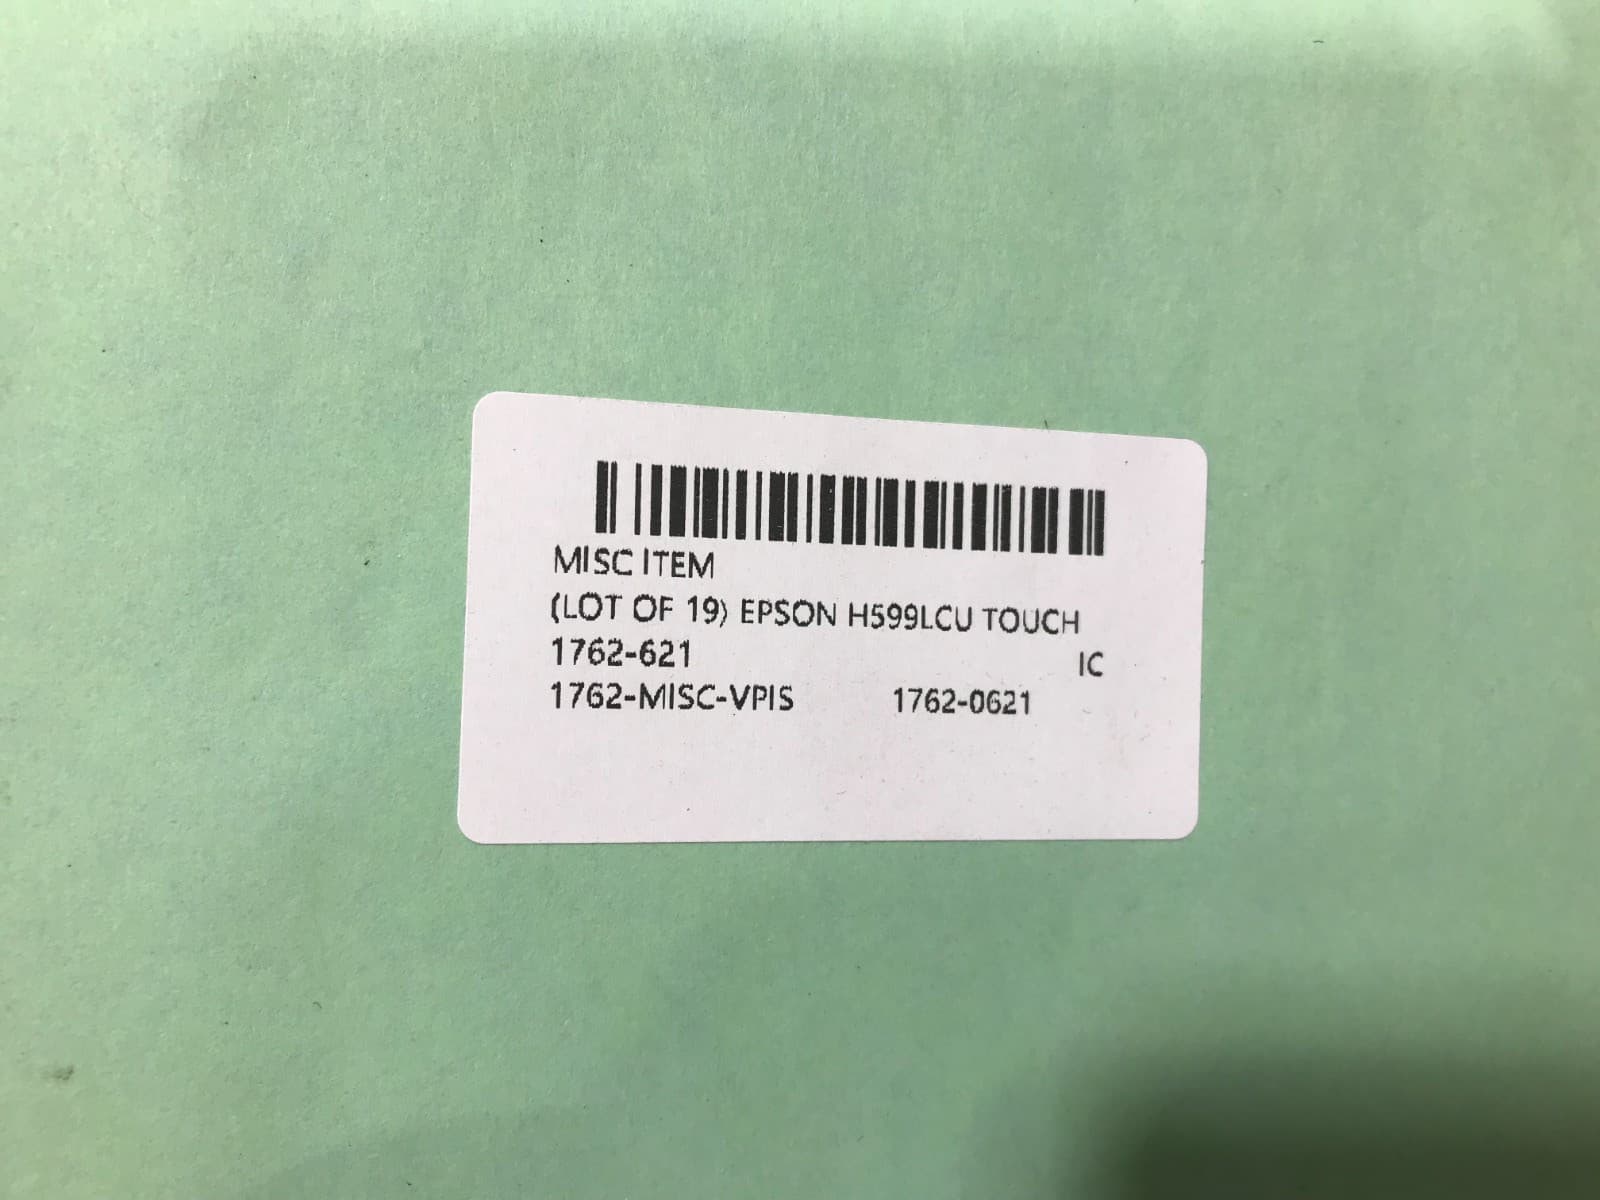 MISC ITEM
(LOT OF 19) EPSON H599LCU TOUCH
1762-621 IC
1762-MISC-VPIS 1762-0621